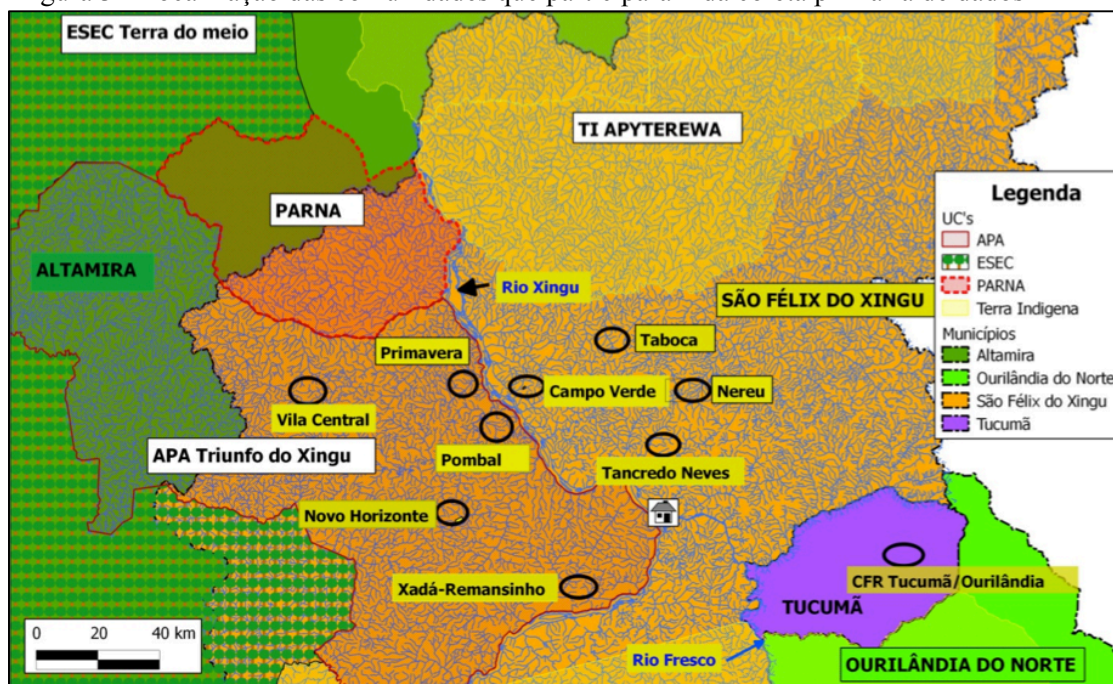 ESEC Terra do meio
TI APYTEREWA
PARNA
ALTAMIRA
Rio Xingu
SÃO FÉLIX DO XINGU
Taboca
Primavera
Campo Verde
Nereu
Vila Central
Pombal
APA Triunfo do Xingu
Tancredo Neves
Novo Horizonte
Xadá-Remansinho
CFR Tucumã/Ourilândia
TUCUMÃ
Rio Fresco
OURILÂNDIA DO NORTE
0 20 40 km
Legenda
UC's
APA
ESEC
PARNA
Terra Indigena
Municípios
Altamira
Ourilândia do Norte
São Félix do Xingu
Tucumã